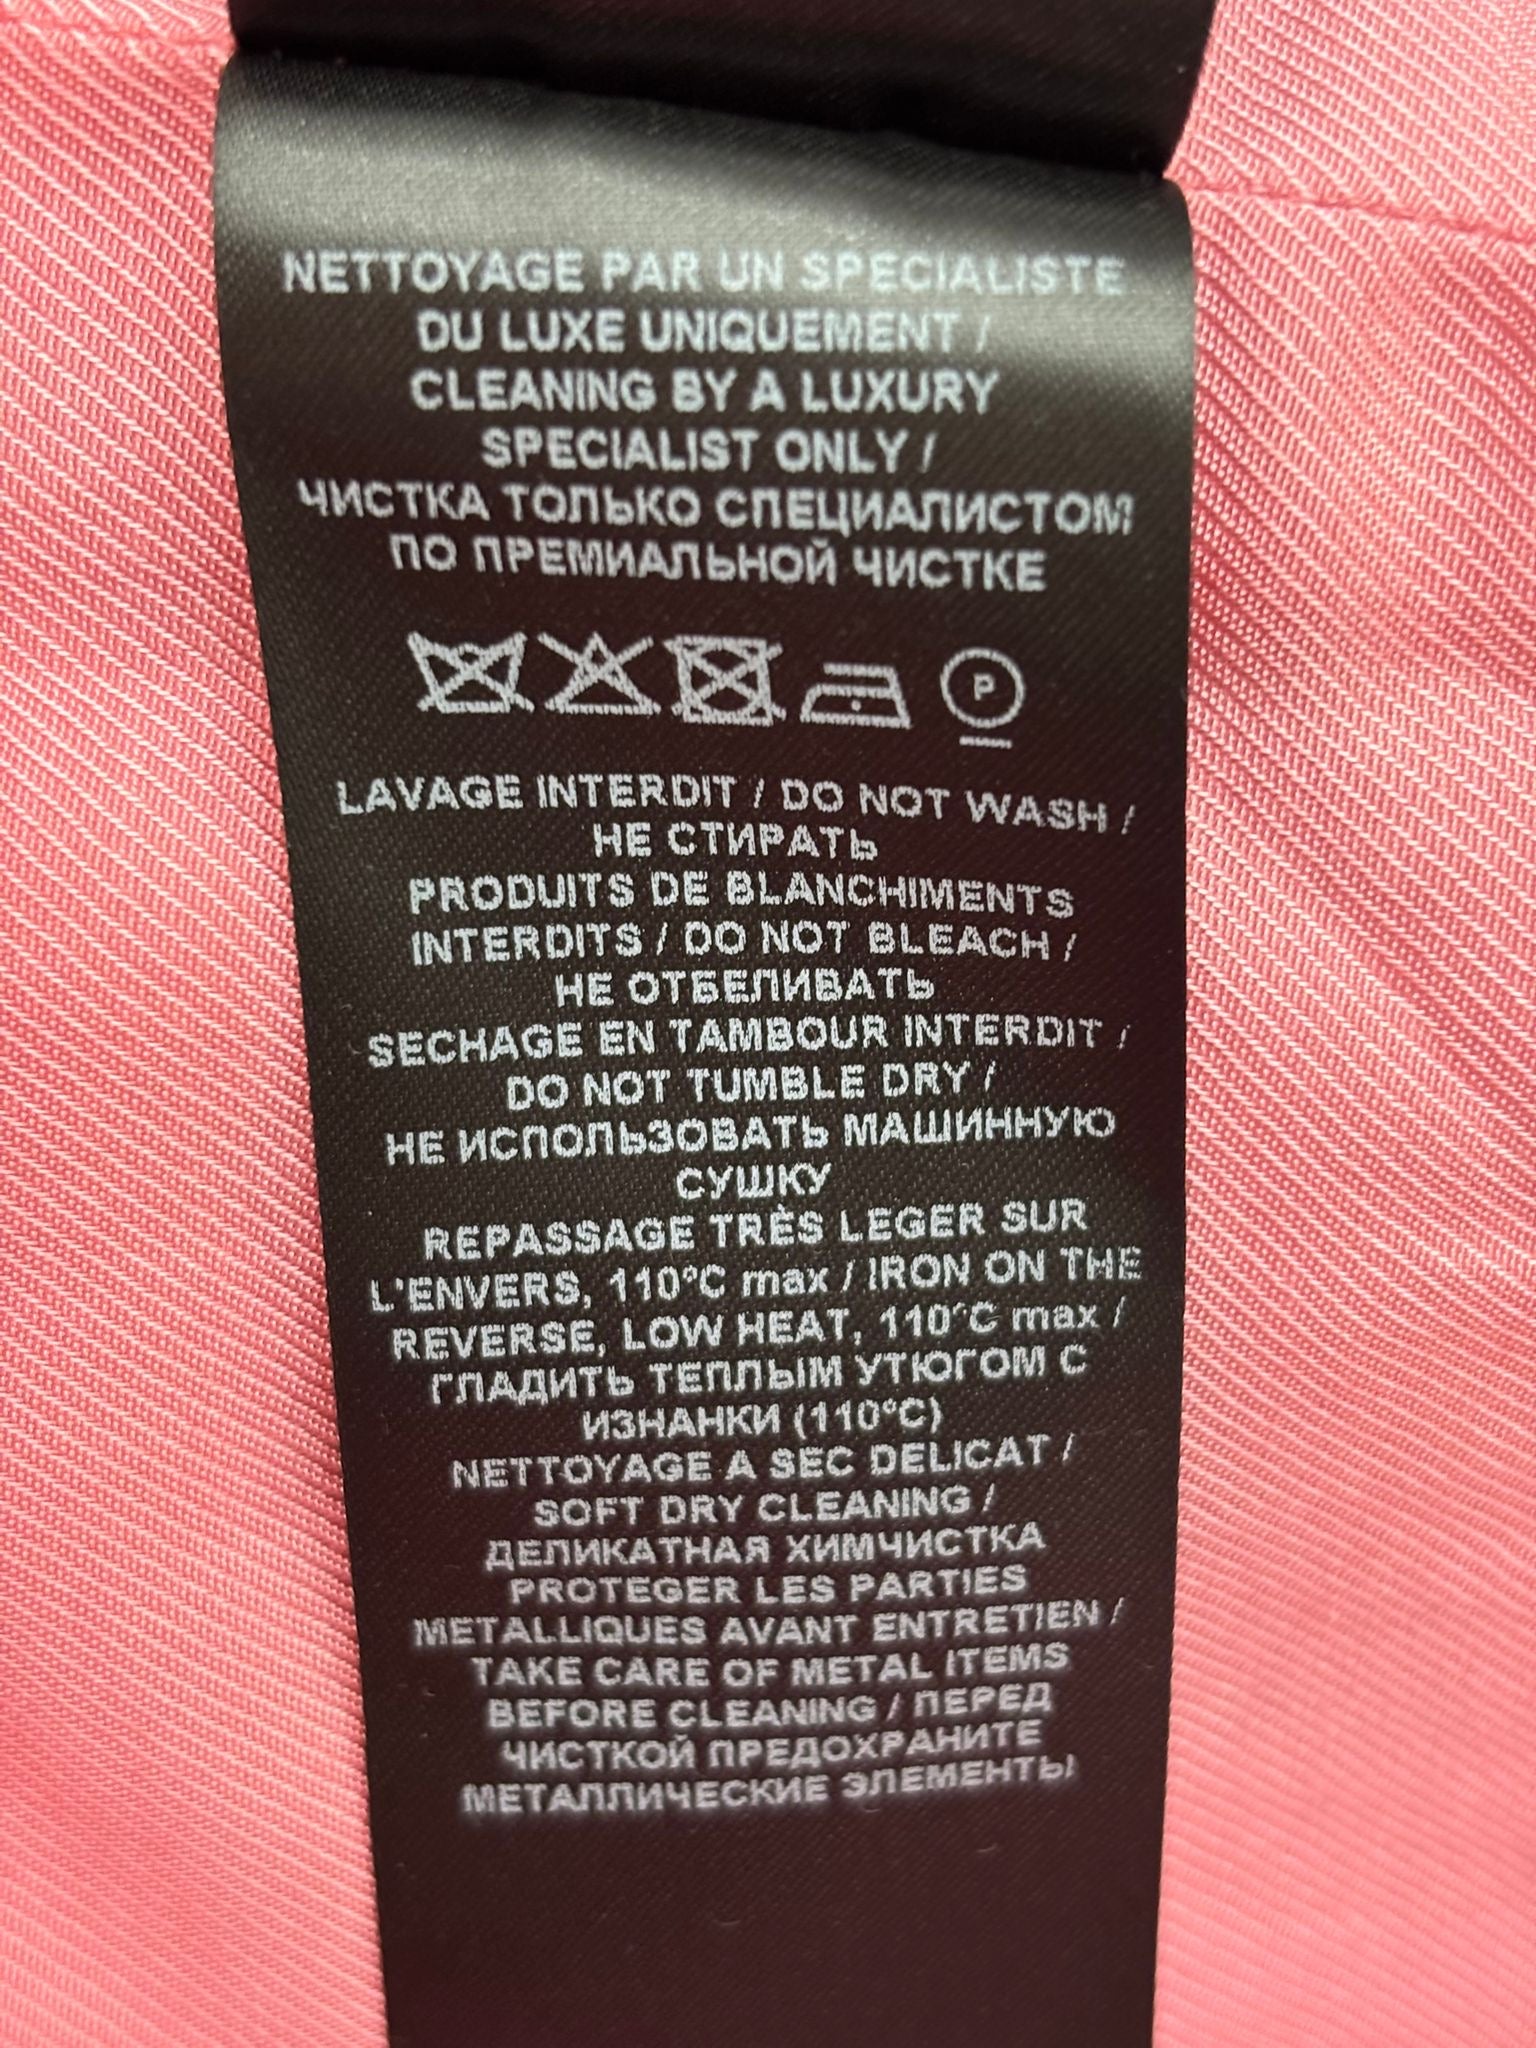 NETTOYAGE PAR UN SPECIALISTE
DU LUXE UNIQUEMENT /
CLEANING BY A LUXURY
SPECIALIST ONLY /
ЧИСТКА ТОЛЬКО СПЕЦИАЛИСТОМ
ПО ПРЕМИАЛЬНОЙ ЧИСТКЕ
P
LAVAGE INTERDIT / DO NOT WASH /
НЕ СТИРАТЬ
PRODUITS DE BLANCHIMENTS
INTERDITS / DO NOT BLEACH /
НЕ ОТБЕЛИВАТЬ
SECHAGE EN TAMBOUR INTERDIT /
DO NOT TUMBLE DRY /
НЕ ИСПОЛЬЗОВАТЬ МАШИННУЮ
СУШКУ
REPASSAGE TRÈS LEGER SUR
L'ENVERS, 110°C max / IRON ON THE
REVERSE, LOW HEAT, 110°C max /
ГЛАДИТЬ ТЕПЛЫМ УТЮГОМ С
ИЗНАНКИ (110°C)
NETTOYAGE A SEC DELICAT /
SOFT DRY CLEANING /
ДЕЛИКАТНАЯ ХИМЧИСТКА
PROTEGER LES PARTIES
METALLIQUES AVANT ENTRETIEN /
TAKE CARE OF METAL ITEMS
BEFORE CLEANING / ПЕРЕД
ЧИСТКОЙ ПРЕДОХРАНИТЕ
МЕТАЛЛИЧЕСКИЕ ЭЛЕМЕНТЫ